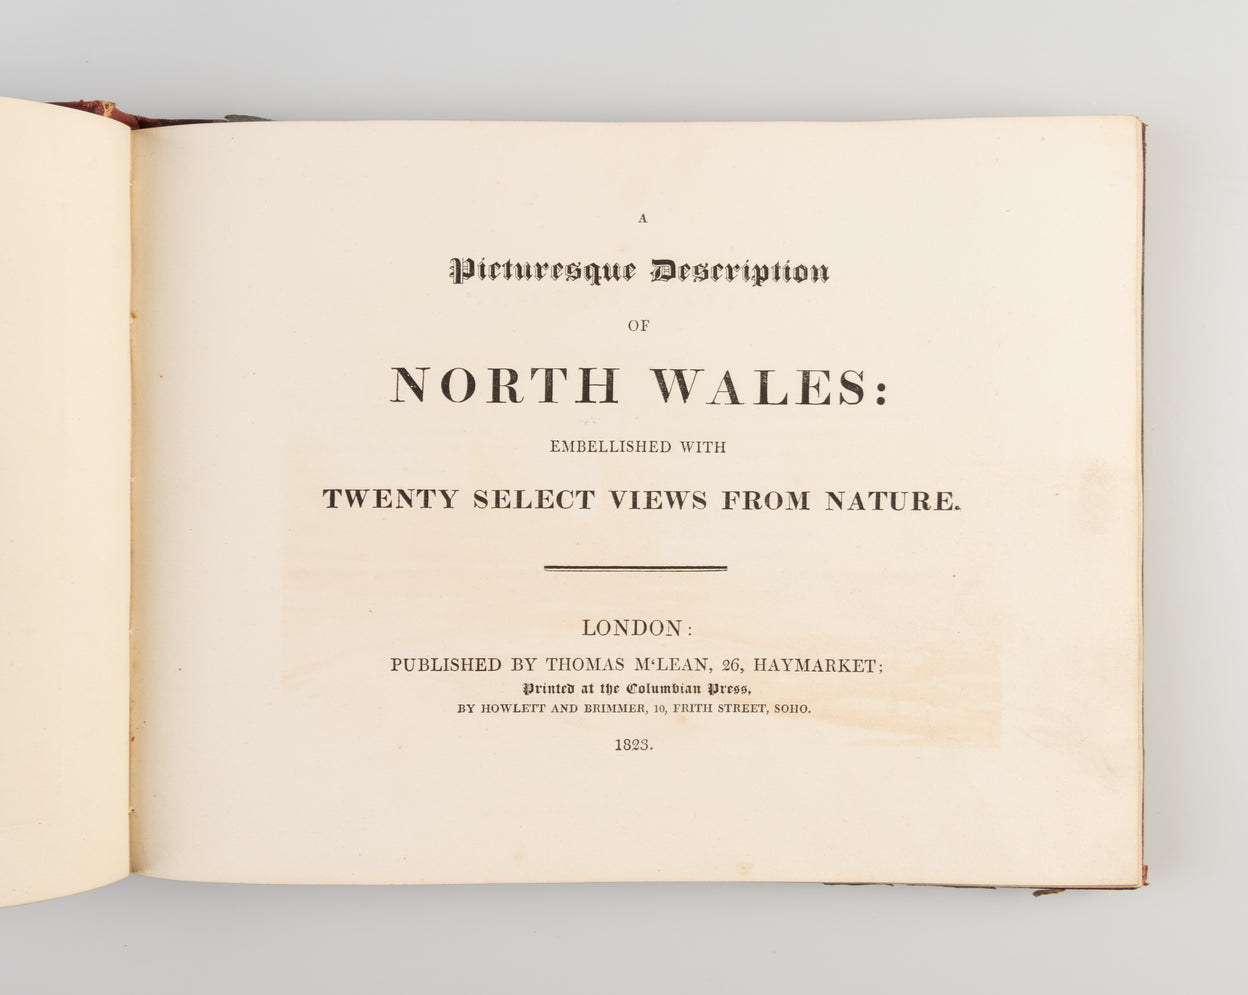 A
Picturesque Description
OF
NORTH WALES:
EMBELLISHED WITH
TWENTY SELECT VIEWS FROM NATURE.
LONDON:
PUBLISHED BY THOMAS M‘LEAN, 26, HAYMARKET;
Printed at the Columbian Press,
BY HOWLETT AND BRIMMER, 10, FRITH STREET, SOHO.
1823.